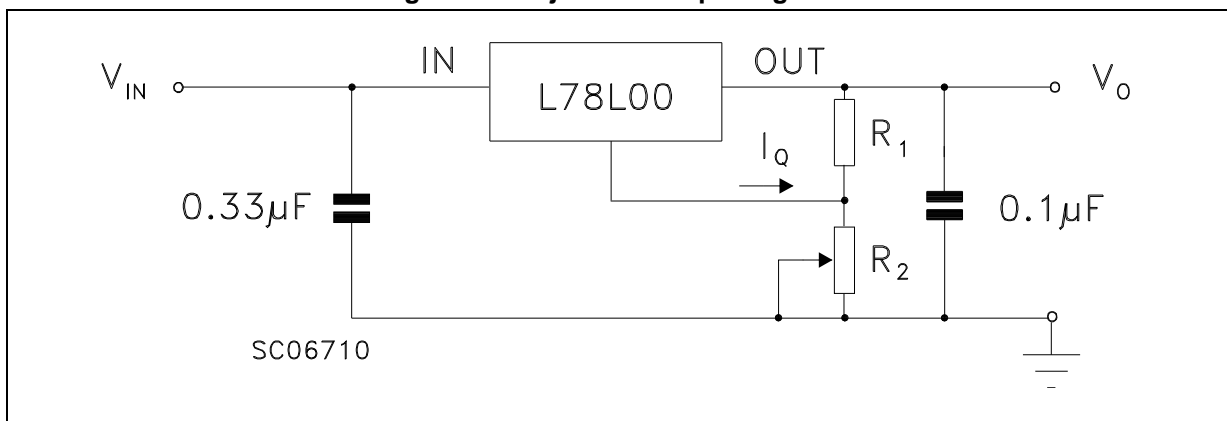 V_IN
IN
L78L00
OUT
V_O
I_Q
R_1
0.33µF
0.1µF
R_2
SC06710